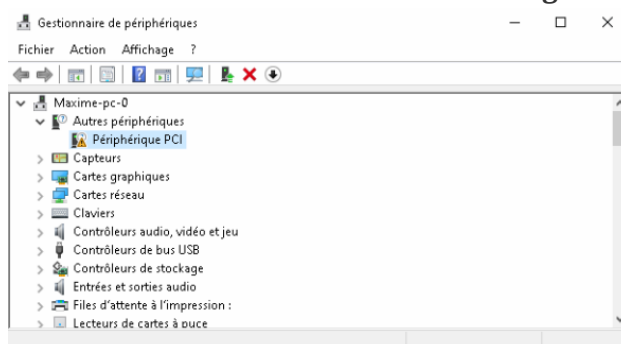 Gestionnaire de périphériques
Fichier Action Affichage ?
Maxime-pc-0
Autres périphériques
Périphérique PCI
Capteurs
Cartes graphiques
Cartes réseau
Claviers
Contrôleurs audio, vidéo et jeu
Contrôleurs de bus USB
Contrôleurs de stockage
Entrées et sorties audio
Files d'attente à l'impression :
Lecteurs de cartes à puce